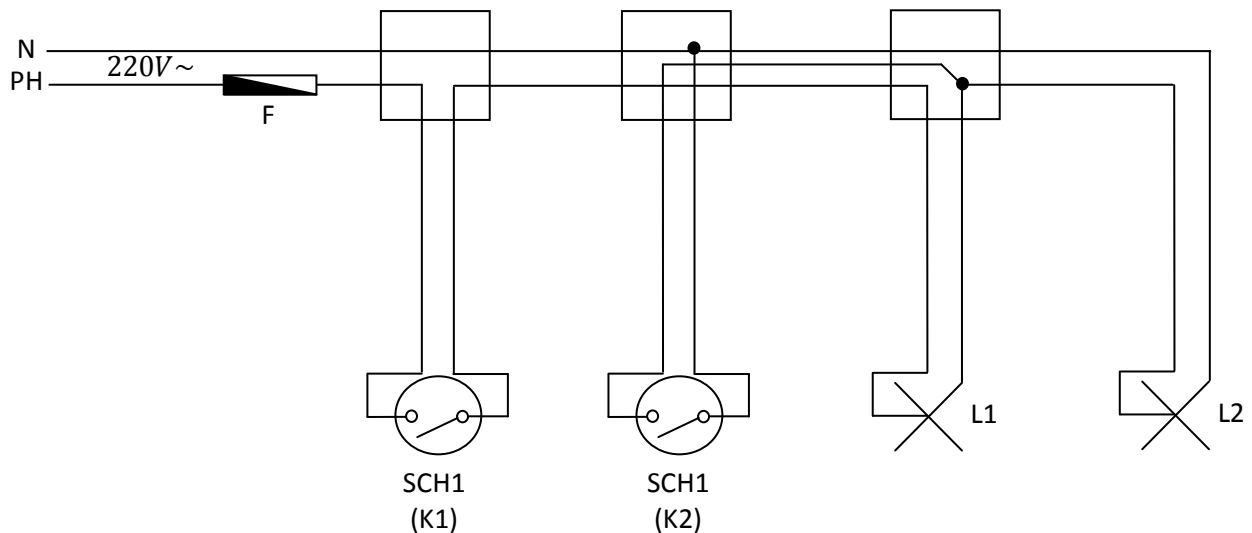 N
220V~
PH
F
L1
L2
SCH1
(K1)
SCH1
(K2)